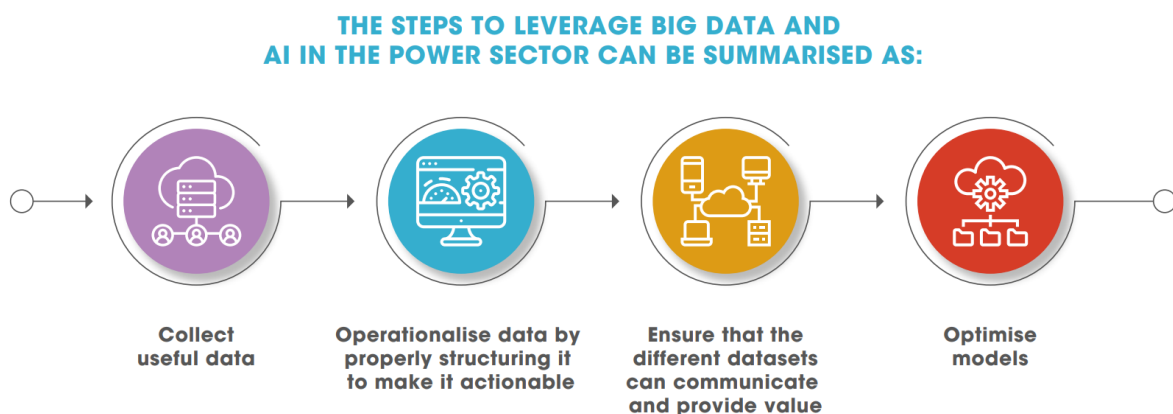 THE STEPS TO LEVERAGE BIG DATA AND
AI IN THE POWER SECTOR CAN BE SUMMARISED AS:
Collect
useful data
Operationalise data by
properly structuring it
to make it actionable
Ensure that the
different datasets
can communicate
and provide value
Optimise
models